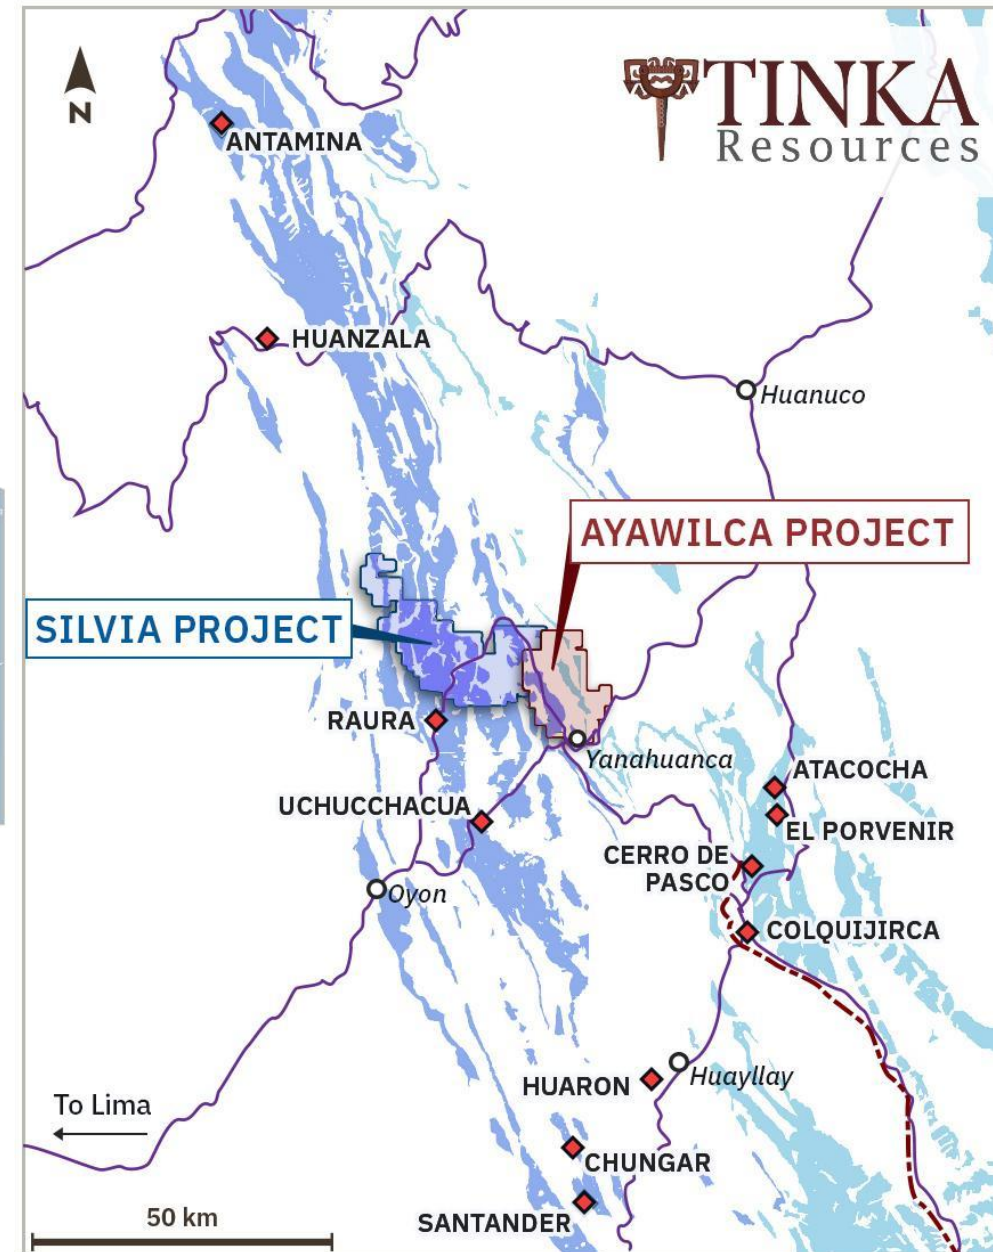 N
TINKA
Resources
ANTAMINA
HUANZALA
Huanuco
AYAWILCA PROJECT
SILVIA PROJECT
RAURA
Yanahuanca
ATACOCHA
UCHUCCHACUA
EL PORVENIR
CERRO DE
PASCO
Oyon
COLQUIJIRCA
HUARON
Huayllay
To Lima
CHUNGAR
SANTANDER
50 km